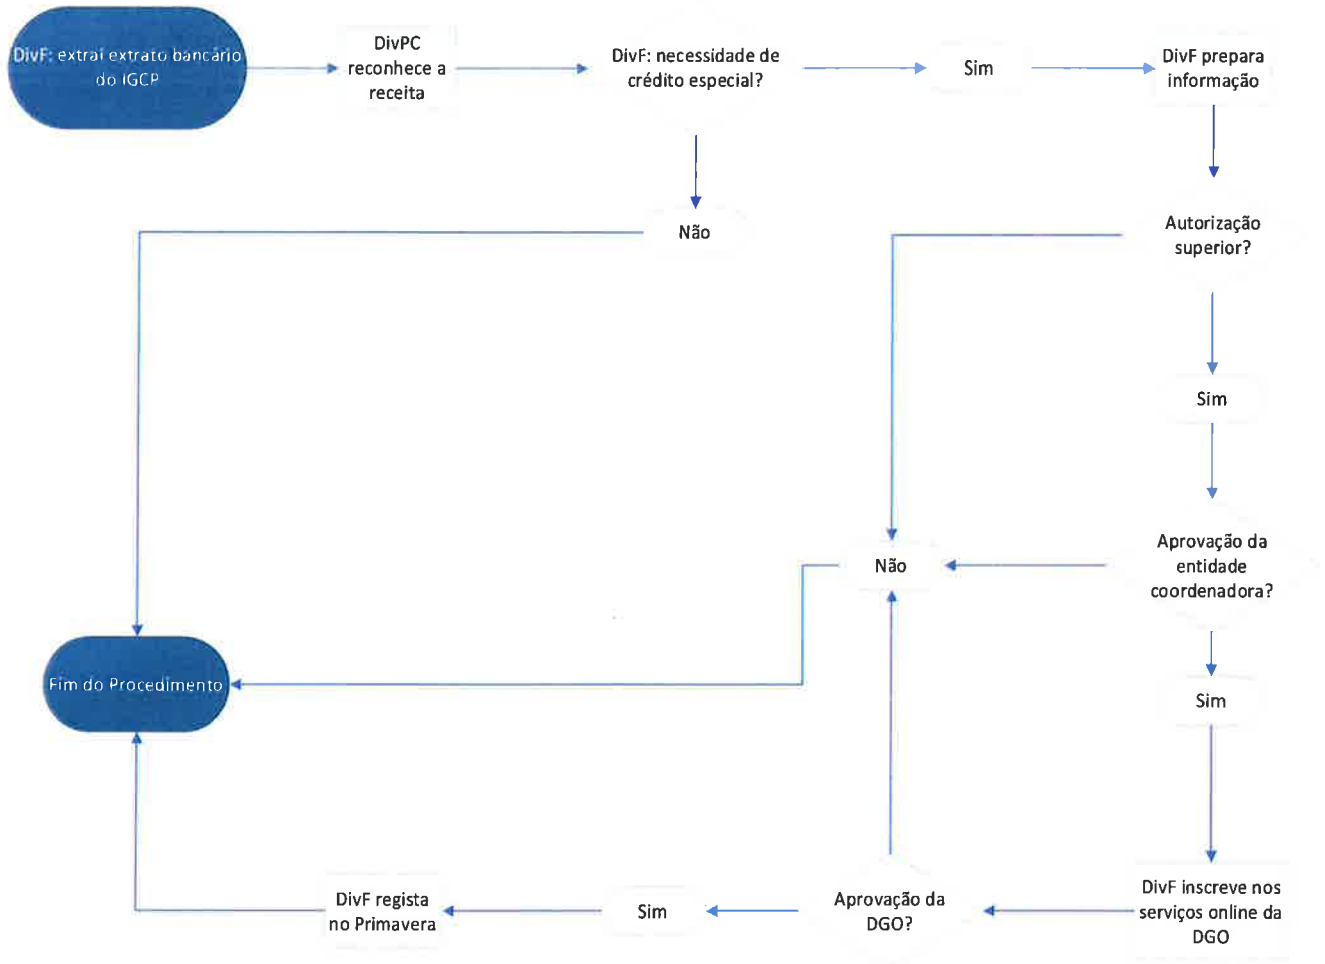 DivF: extrai extrato bancário
do IGCP
DivPC
reconhece a
receita
DivF: necessidade de
crédito especial?
Sim
DivF prepara
informação
Não
Autorização
superior?
Sim
Não
Aprovação da
entidade
coordenadora?
Fim do Procedimento
Sim
DivF regista
no Primavera
Sim
Aprovação da
DGO?
DivF inscreve nos
serviços online da
DGO